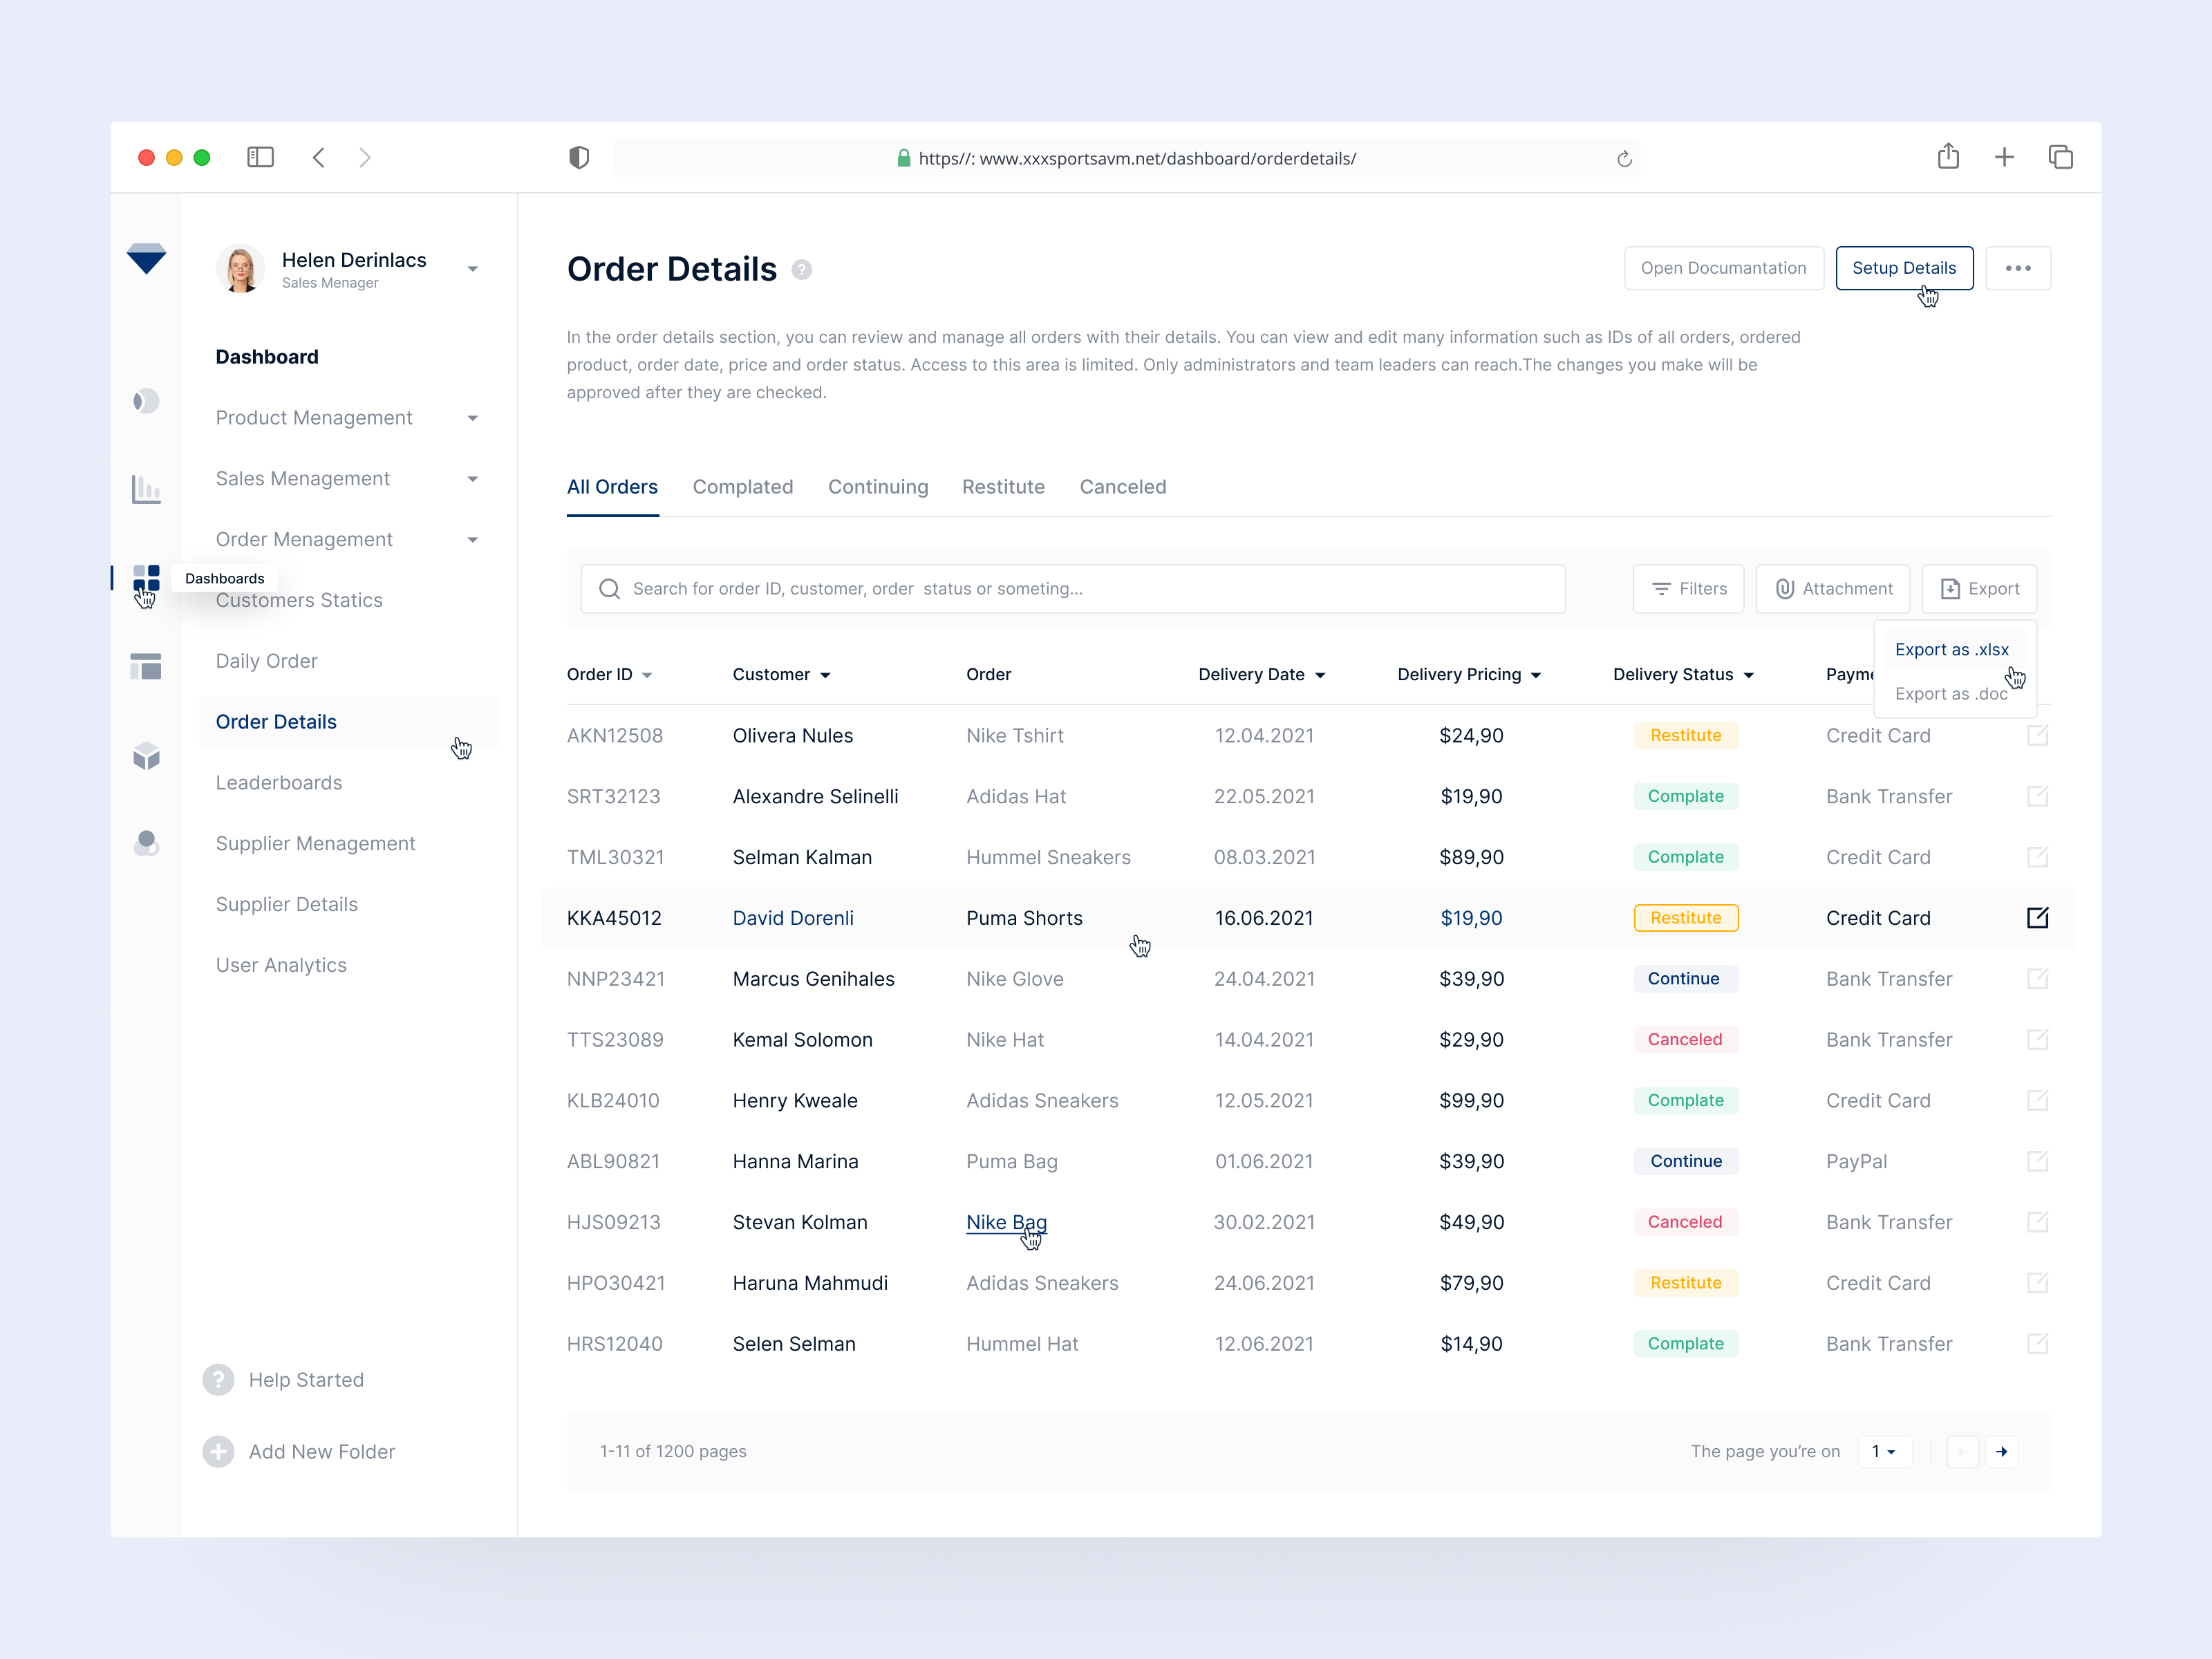 https//: www.xxxsportsavm.net/dashboard/orderdetails/
Helen Derinlacs
Sales Menager
Dashboard
Product Menagement
Sales Menagement
Order Menagement
Dashboards
Customers Statics
Daily Order
Order Details
Leaderboards
Supplier Menagement
Supplier Details
User Analytics
? Help Started
Add New Folder
Order Details ?
Open Documantation
Setup Details
In the order details section, you can review and manage all orders with their details. You can view and edit many information such as IDs of all orders, ordered
product, order date, price and order status. Access to this area is limited. Only administrators and team leaders can reach.The changes you make will be
approved after they are checked.
All Orders Complated Continuing Restitute Canceled
Search for order ID, customer, order status or someting...
Filters Attachment Export
Export as .xlsx
Export as .doc
Order ID Customer Order Delivery Date Delivery Pricing Delivery Status
AKN12508 Olivera Nules Nike Tshirt 12.04.2021 $24,90 Restitute Credit Card
SRT32123 Alexandre Selinelli Adidas Hat 22.05.2021 $19,90 Complate Bank Transfer
TML30321 Selman Kalman Hummel Sneakers 08.03.2021 $89,90 Complate Credit Card
KKA45012 David Dorenli Puma Shorts 16.06.2021 $19,90 Restitute Credit Card
NNP23421 Marcus Genihales Nike Glove 24.04.2021 $39,90 Continue Bank Transfer
TTS23089 Kemal Solomon Nike Hat 14.04.2021 $29,90 Canceled Bank Transfer
KLB24010 Henry Kweale Adidas Sneakers 12.05.2021 $99,90 Complate Credit Card
ABL90821 Hanna Marina Puma Bag 01.06.2021 $39,90 Continue PayPal
HJS09213 Stevan Kolman Nike Bag 30.02.2021 $49,90 Canceled Bank Transfer
HPO30421 Haruna Mahmudi Adidas Sneakers 24.06.2021 $79,90 Restitute Credit Card
HRS12040 Selen Selman Hummel Hat 12.06.2021 $14,90 Complate Bank Transfer
1-11 of 1200 pages
The page you're on 1